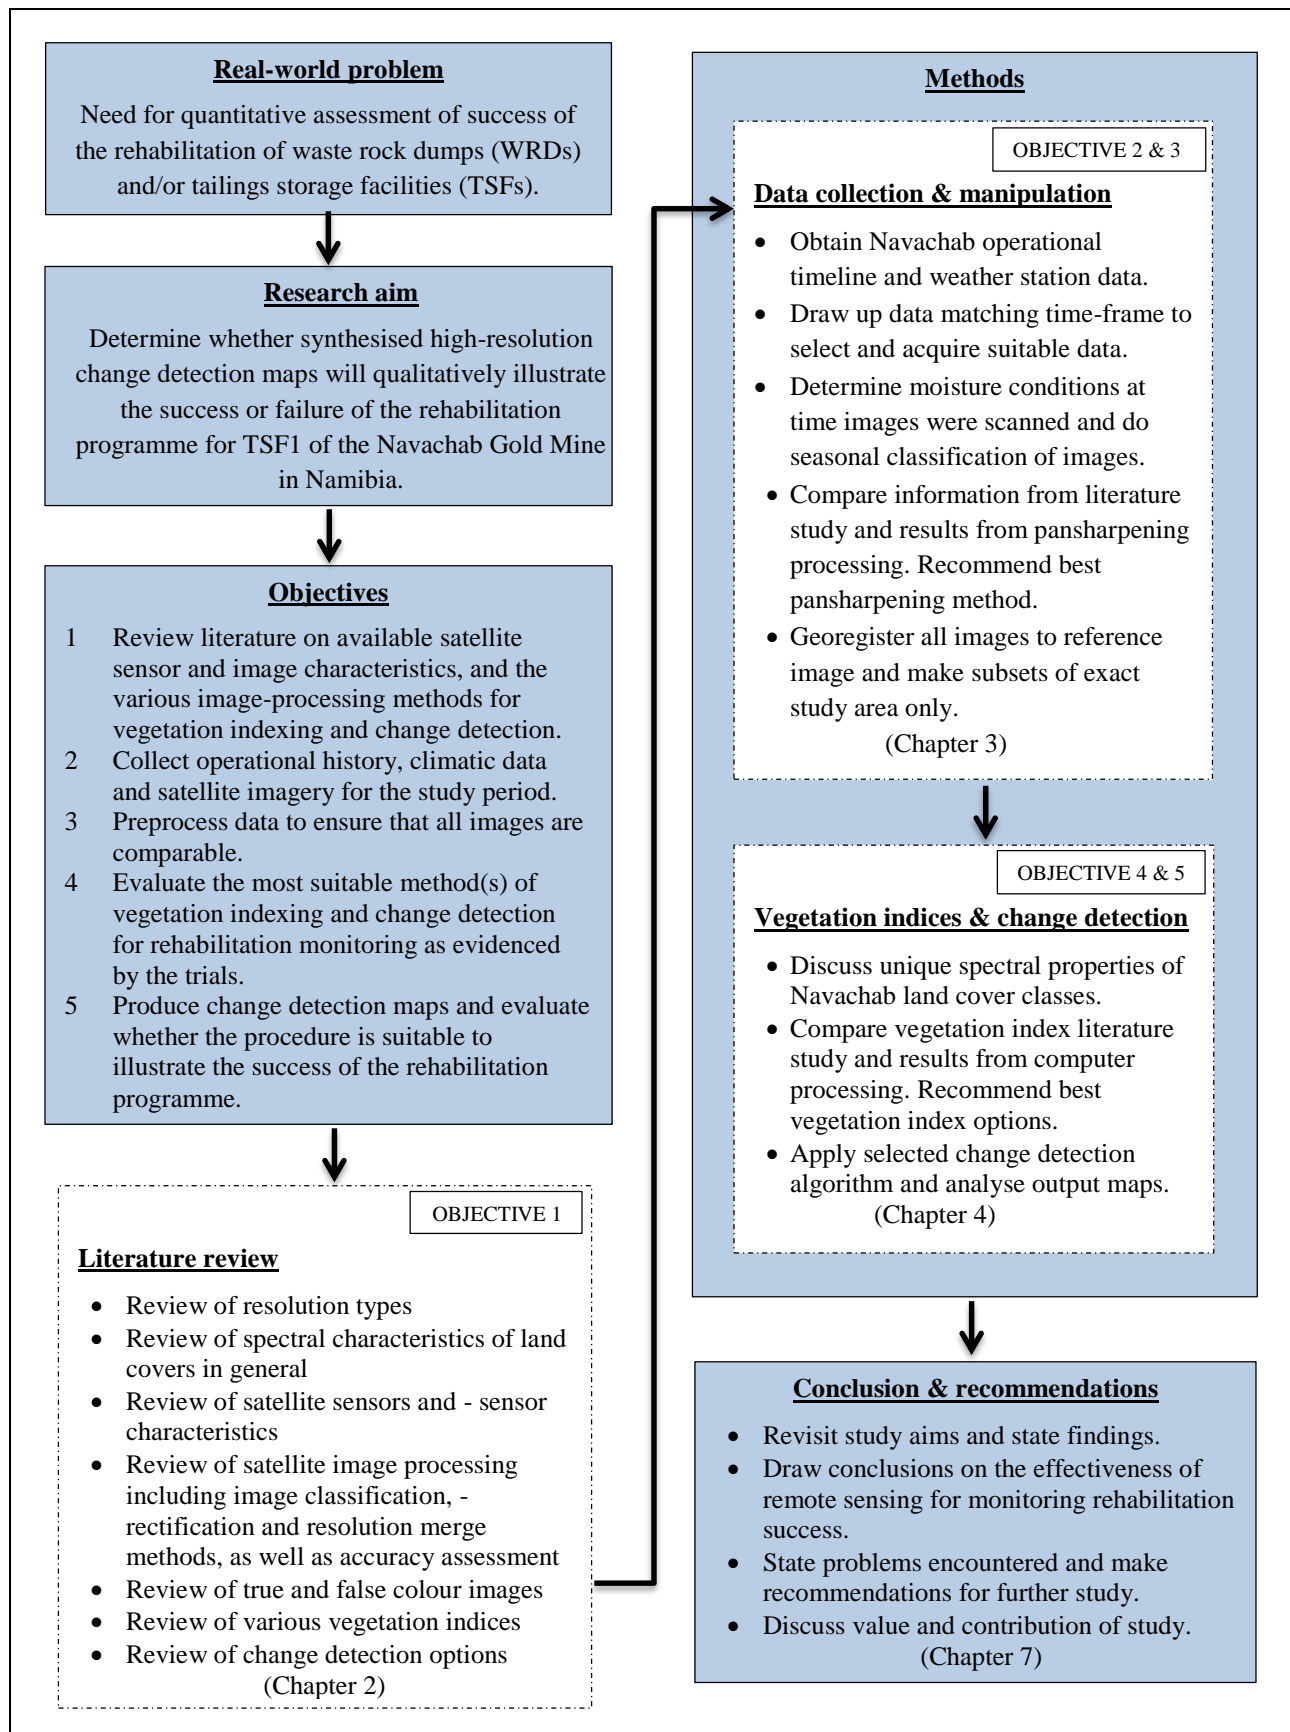 Real-world problem
Need for quantitative assessment of success of
the rehabilitation of waste rock dumps (WRDs)
and/or tailings storage facilities (TSFs).
Research aim
Determine whether synthesised high-resolution
change detection maps will qualitatively illustrate
the success or failure of the rehabilitation
programme for TSF1 of the Navachab Gold Mine
in Namibia.
Objectives
1 Review literature on available satellite
sensor and image characteristics, and the
various image-processing methods for
vegetation indexing and change detection.
2 Collect operational history, climatic data
and satellite imagery for the study period.
3 Preprocess data to ensure that all images are
comparable.
4 Evaluate the most suitable method(s) of
vegetation indexing and change detection
for rehabilitation monitoring as evidenced
by the trials.
5 Produce change detection maps and evaluate
whether the procedure is suitable to
illustrate the success of the rehabilitation
programme.
OBJECTIVE 1
Literature review
• Review of resolution types
• Review of spectral characteristics of land
covers in general
• Review of satellite sensors and - sensor
characteristics
• Review of satellite image processing
including image classification, -
rectification and resolution merge
methods, as well as accuracy assessment
• Review of true and false colour images
• Review of various vegetation indices
• Review of change detection options
(Chapter 2)
Methods
OBJECTIVE 2 & 3
Data collection & manipulation
• Obtain Navachab operational
timeline and weather station data.
• Draw up data matching time-frame to
select and acquire suitable data.
• Determine moisture conditions at
time images were scanned and do
seasonal classification of images.
• Compare information from literature
study and results from pansharpening
processing. Recommend best
pansharpening method.
• Georegister all images to reference
image and make subsets of exact
study area only.
(Chapter 3)
OBJECTIVE 4 & 5
Vegetation indices & change detection
• Discuss unique spectral properties of
Navachab land cover classes.
• Compare vegetation index literature
study and results from computer
processing. Recommend best
vegetation index options.
• Apply selected change detection
algorithm and analyse output maps.
(Chapter 4)
Conclusion & recommendations
• Revisit study aims and state findings.
• Draw conclusions on the effectiveness of
remote sensing for monitoring rehabilitation
success.
• State problems encountered and make
recommendations for further study.
• Discuss value and contribution of study.
(Chapter 7)